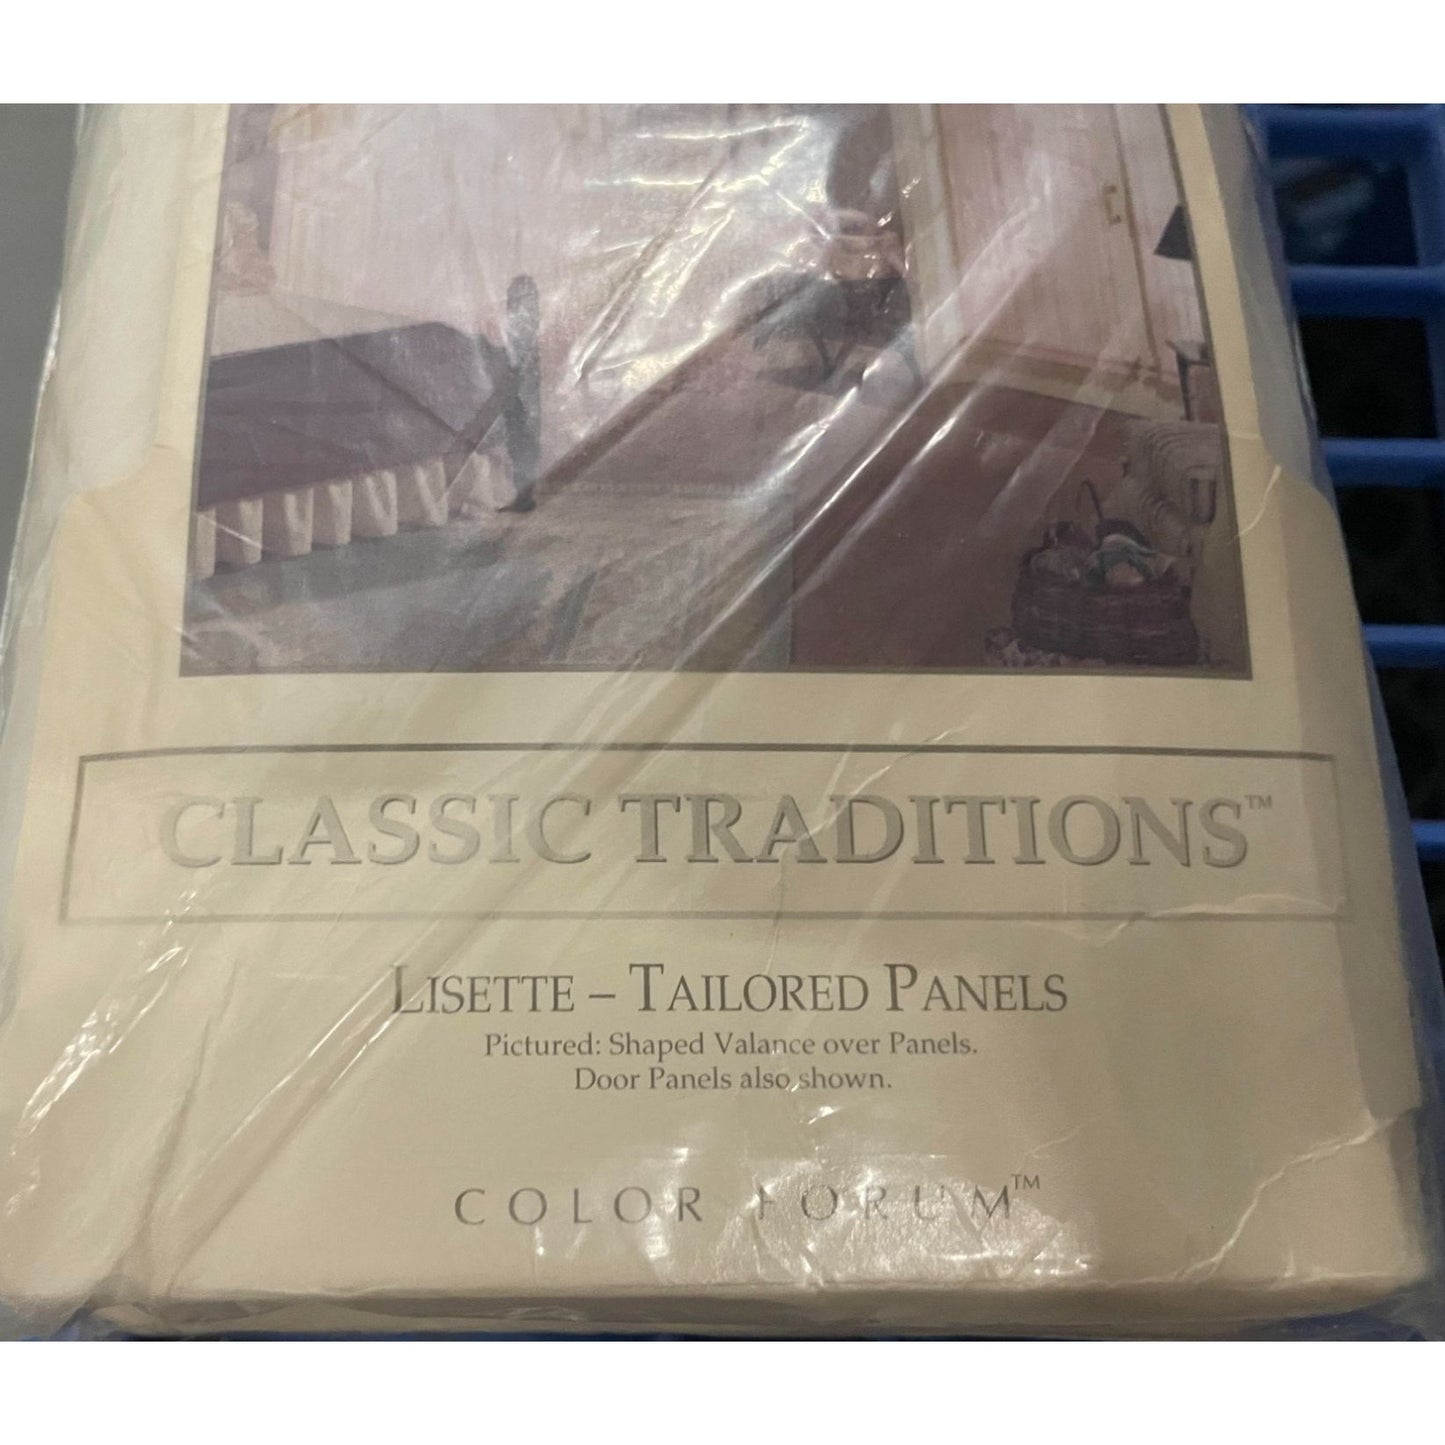 CLASSIC TRADITIONS™
LISETTE – TAILORED PANELS
Pictured: Shaped Valance over Panels.
Door Panels also shown.
COLOR FORUM™